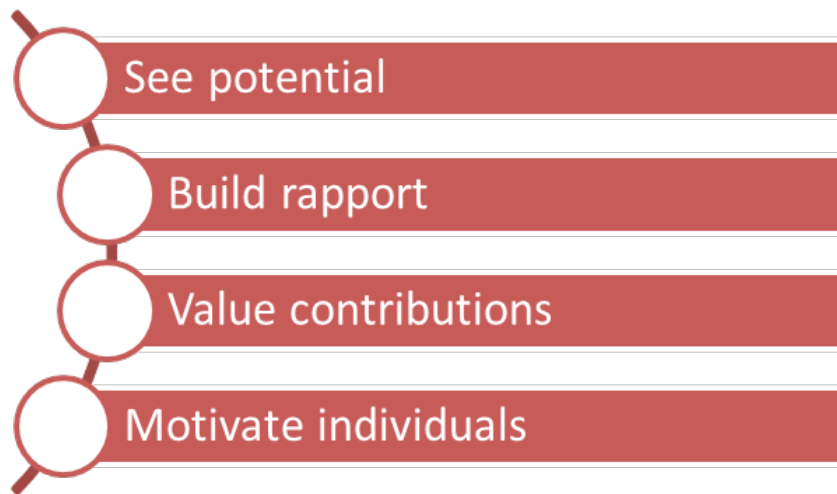 See potential
Build rapport
Value contributions
Motivate individuals